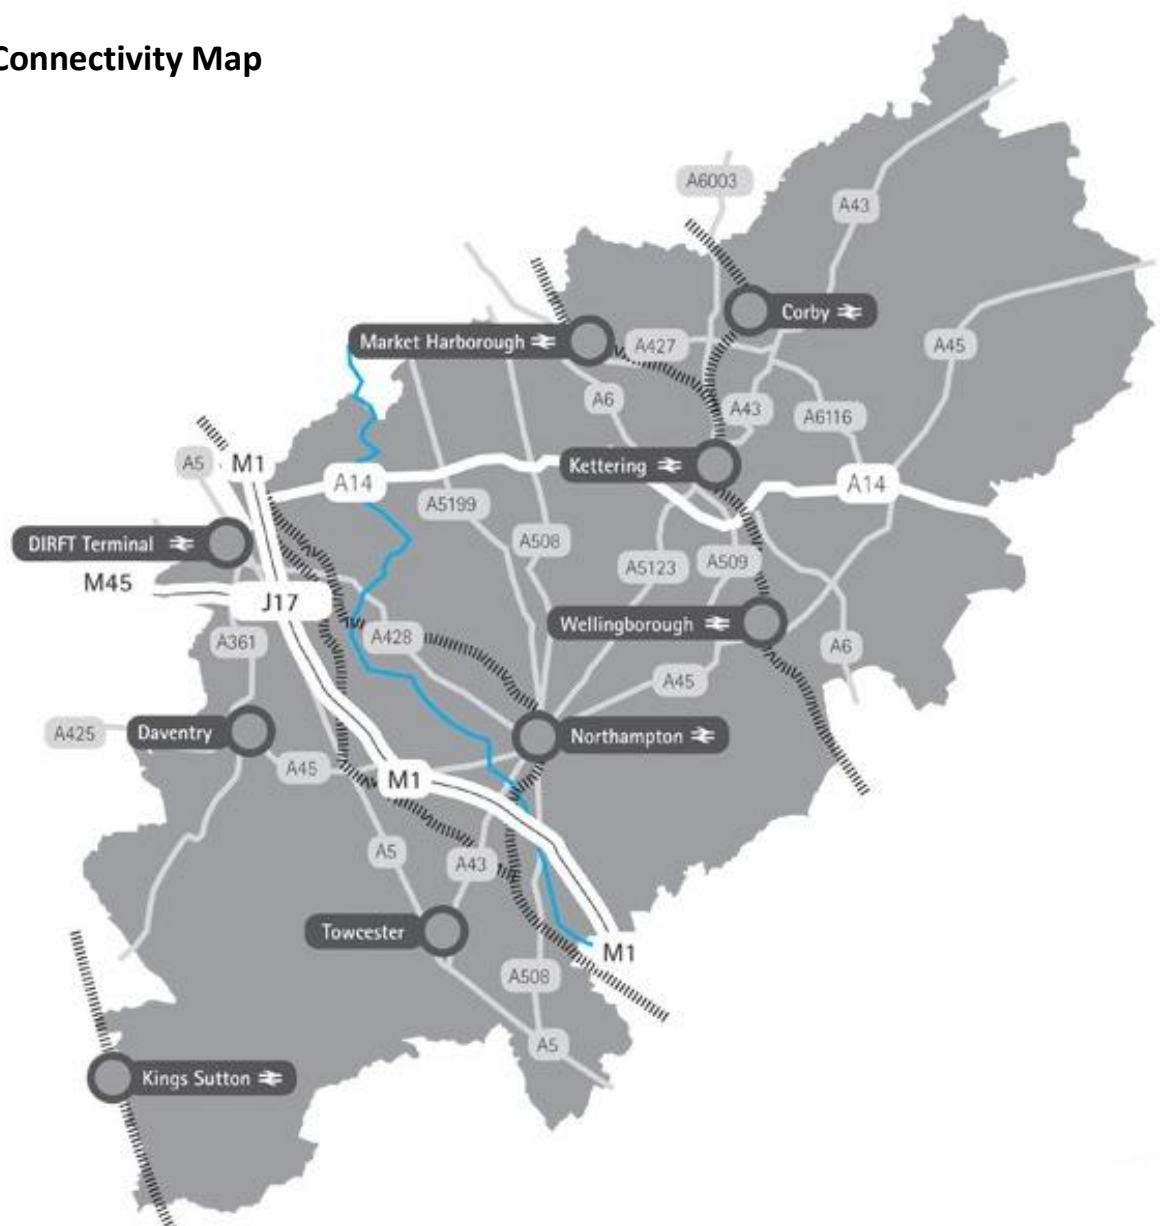 Connectivity Map
A6003
A43
Corby
Market Harborough
A427
A45
A6
A43
A6116
A5
M1
Kettering
A14
A14
A5199
A508
DIRFT Terminal
M45
A5123
A509
J17
Wellingborough
A361
A428
A6
A45
A425
Daventry
Northampton
A45
M1
A5
A43
Towcester
M1
A508
A5
Kings Sutton